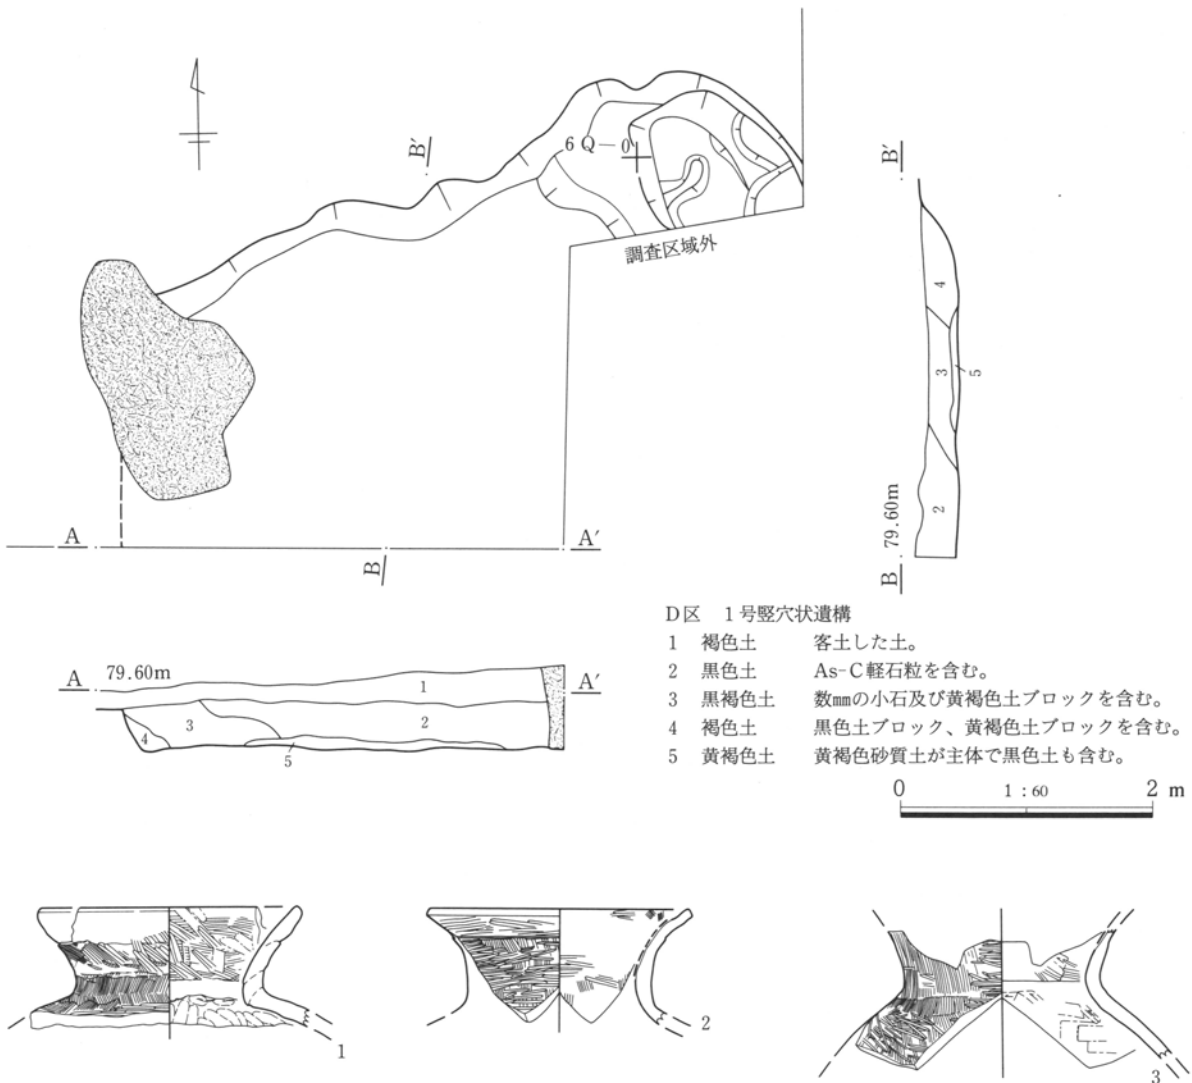 B′
6 Q－0
B′
調査区域外
4
3
5
2
79.60m
B
A
A′
B
D区　1号竪穴状遺構
1　褐色土　客土した土。
2　黒色土　As-C軽石粒を含む。
3　黒褐色土　数㎜の小石及び黄褐色土ブロックを含む。
4　褐色土　黒色土ブロック、黄褐色土ブロックを含む。
5　黄褐色土　黄褐色砂質土が主体で黒色土も含む。
0　1：60　2 m
A　79.60m　A′
1
2
3
4
5
1
2
3